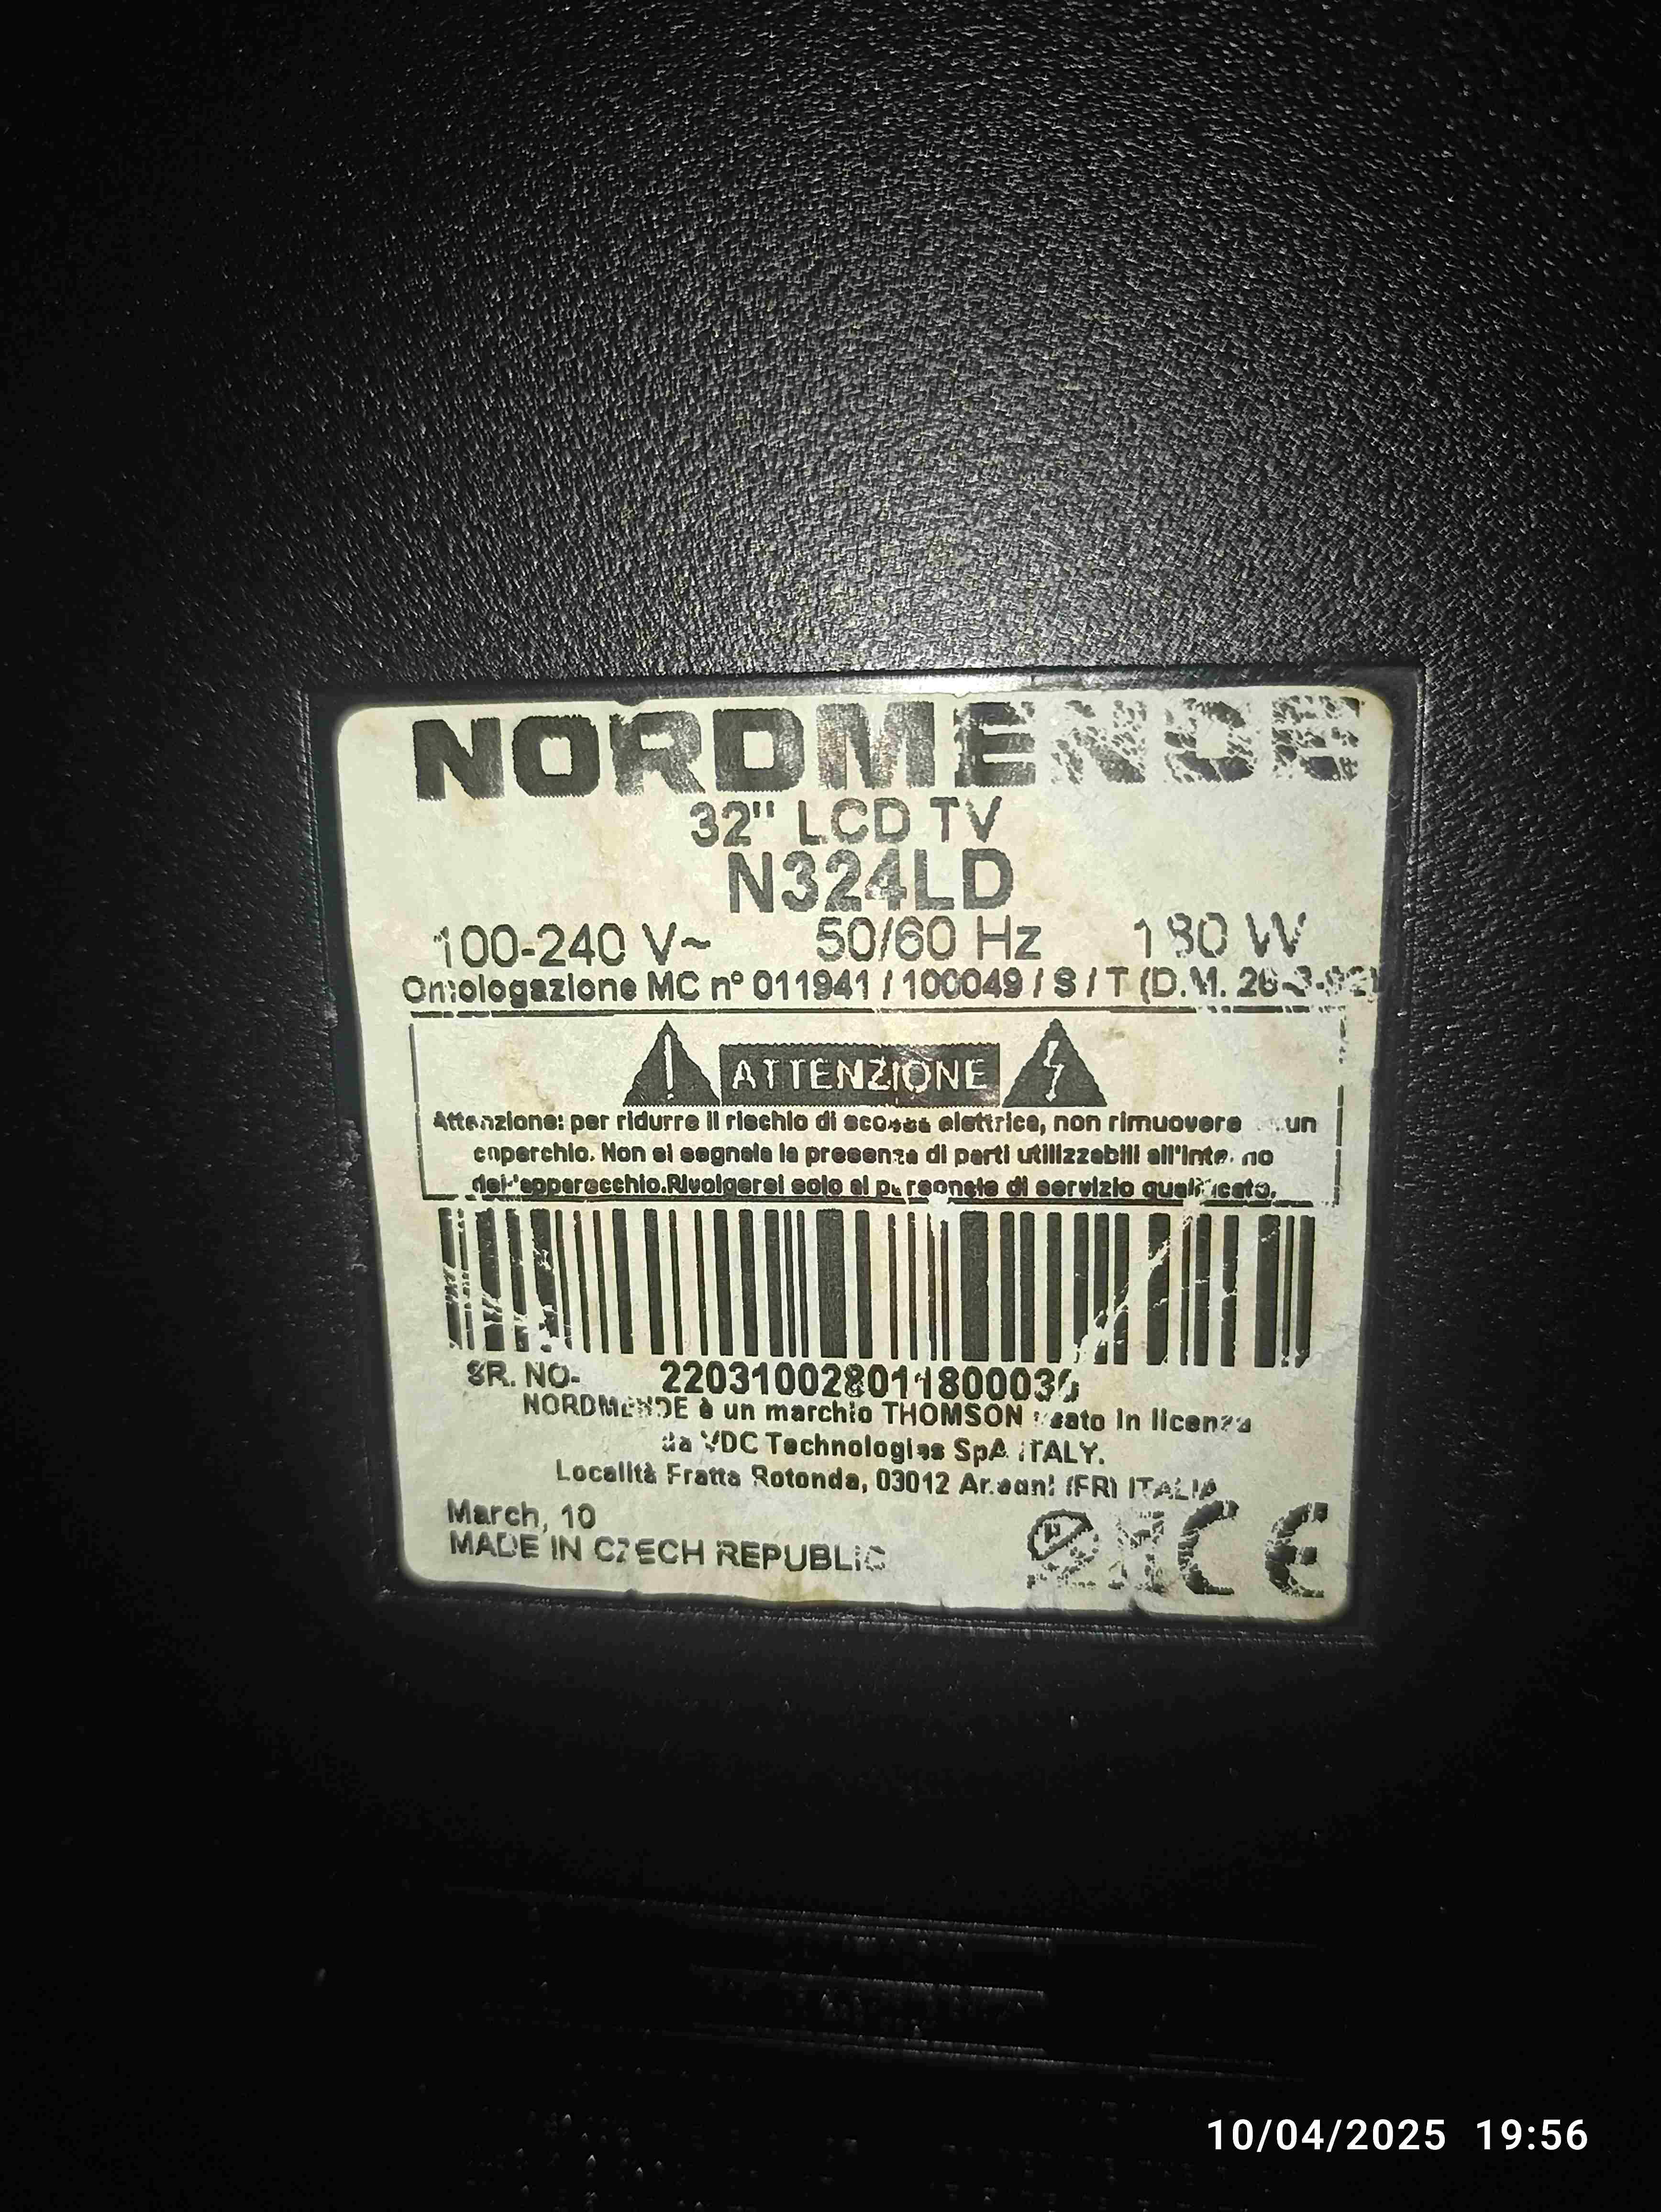 NORDMENDE
32" LCD TV
N324LD
100-240 V~ 50/60 Hz 180 W
Omologazione MC n° 011941 / 100049 / S / T (D.M.
ATTENZIONE
Attenzione: per ridurre il rischio di scossa elettrica, non rimuovere un
coperchio. Non si segnala la presenza di parti utilizzabili all'interno
dell'apparecchio.Rivolgersi solo al personale di servizio qualificato.
SR. NO-
NORDMENDE è un marchio THOMSON usato in licenza
da VDC Technologies SpA ITALY.
Località Fratta Rotonda, 03012 Anagni (FR) ITALIA
March, 10
MADE IN CZECH REPUBLIC
CE
10/04/2025 19:56